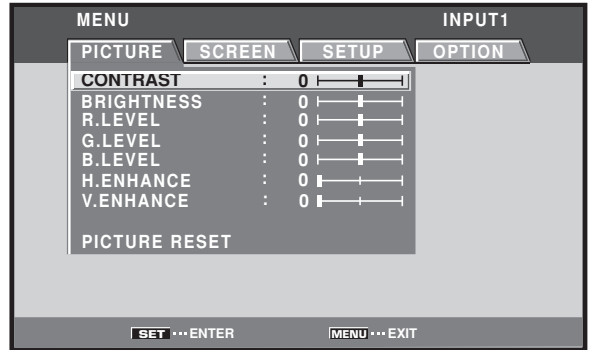 MENU INPUT1
PICTURE SCREEN SETUP OPTION
CONTRAST : 0
BRIGHTNESS : 0
R.LEVEL : 0
G.LEVEL : 0
B.LEVEL : 0
H.ENHANCE : 0
V.ENHANCE : 0
PICTURE RESET
SET ··· ENTER MENU ··· EXIT